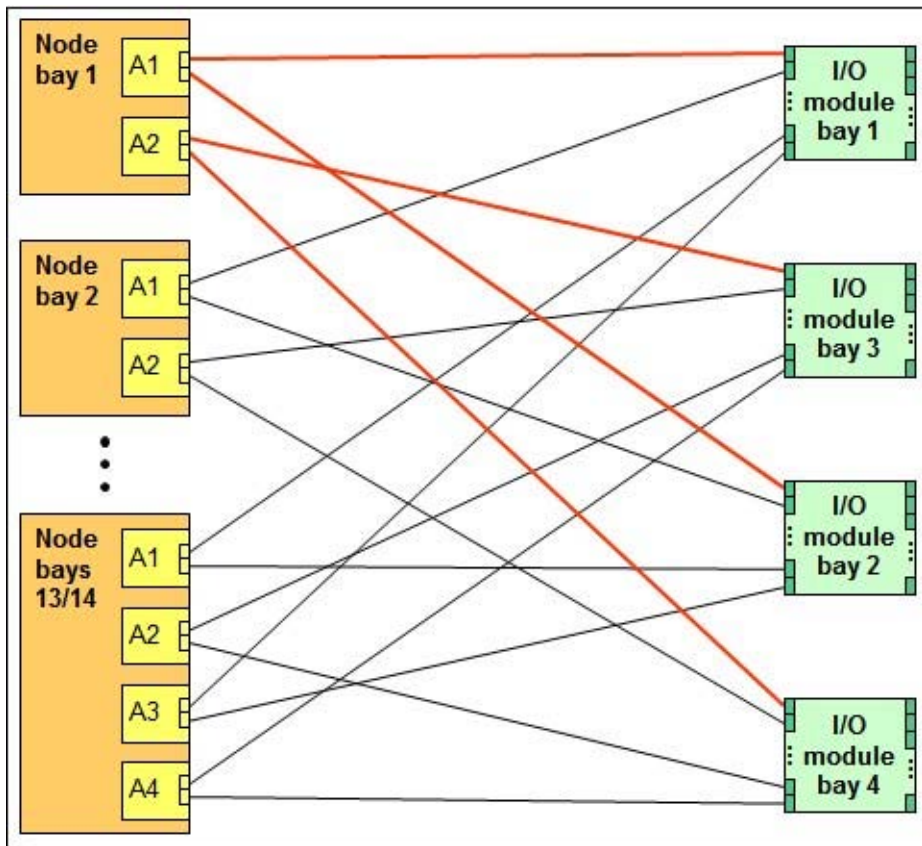 Node
bay 1
A1
A2
Node
bay 2
A1
A2
Node
bays
13/14
A1
A2
A3
A4
I/O
module
bay 1
I/O
module
bay 3
I/O
module
bay 2
I/O
module
bay 4